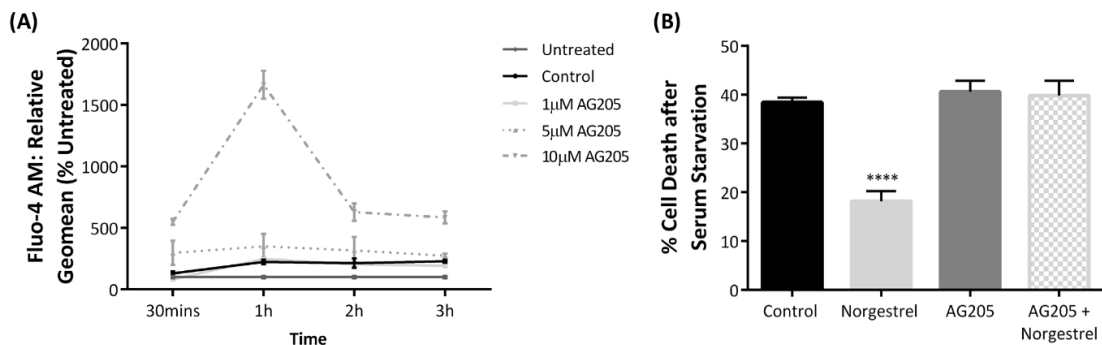 (A)
Fluo-4 AM: Relative
Geomean (% Untreated)
2000
1500
1000
500
0
30mins
1h
2h
3h
Time
Untreated
Control
1μM AG205
5μM AG205
10μM AG205
(B)
% Cell Death after
Serum Starvation
50
40
30
20
10
0
****
Control
Norgestrel
AG205
AG205 +
Norgestrel